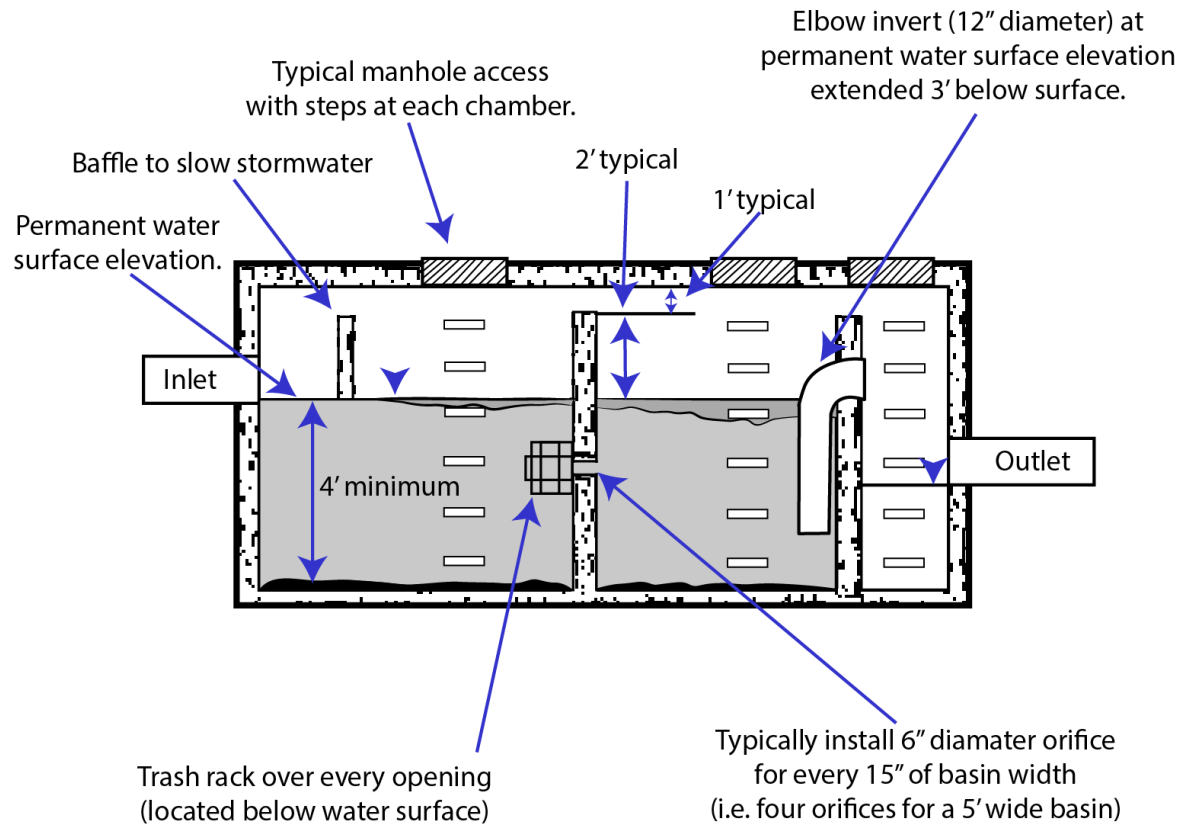 Elbow invert (12” diameter) at
permanent water surface elevation
extended 3’ below surface.
Typical manhole access
with steps at each chamber.
2’ typical
Baffle to slow stormwater
1’ typical
Permanent water
surface elevation.
Inlet
Outlet
4’ minimum
Typically install 6” diamater orifice
for every 15” of basin width
(i.e. four orifices for a 5’ wide basin)
Trash rack over every opening
(located below water surface)